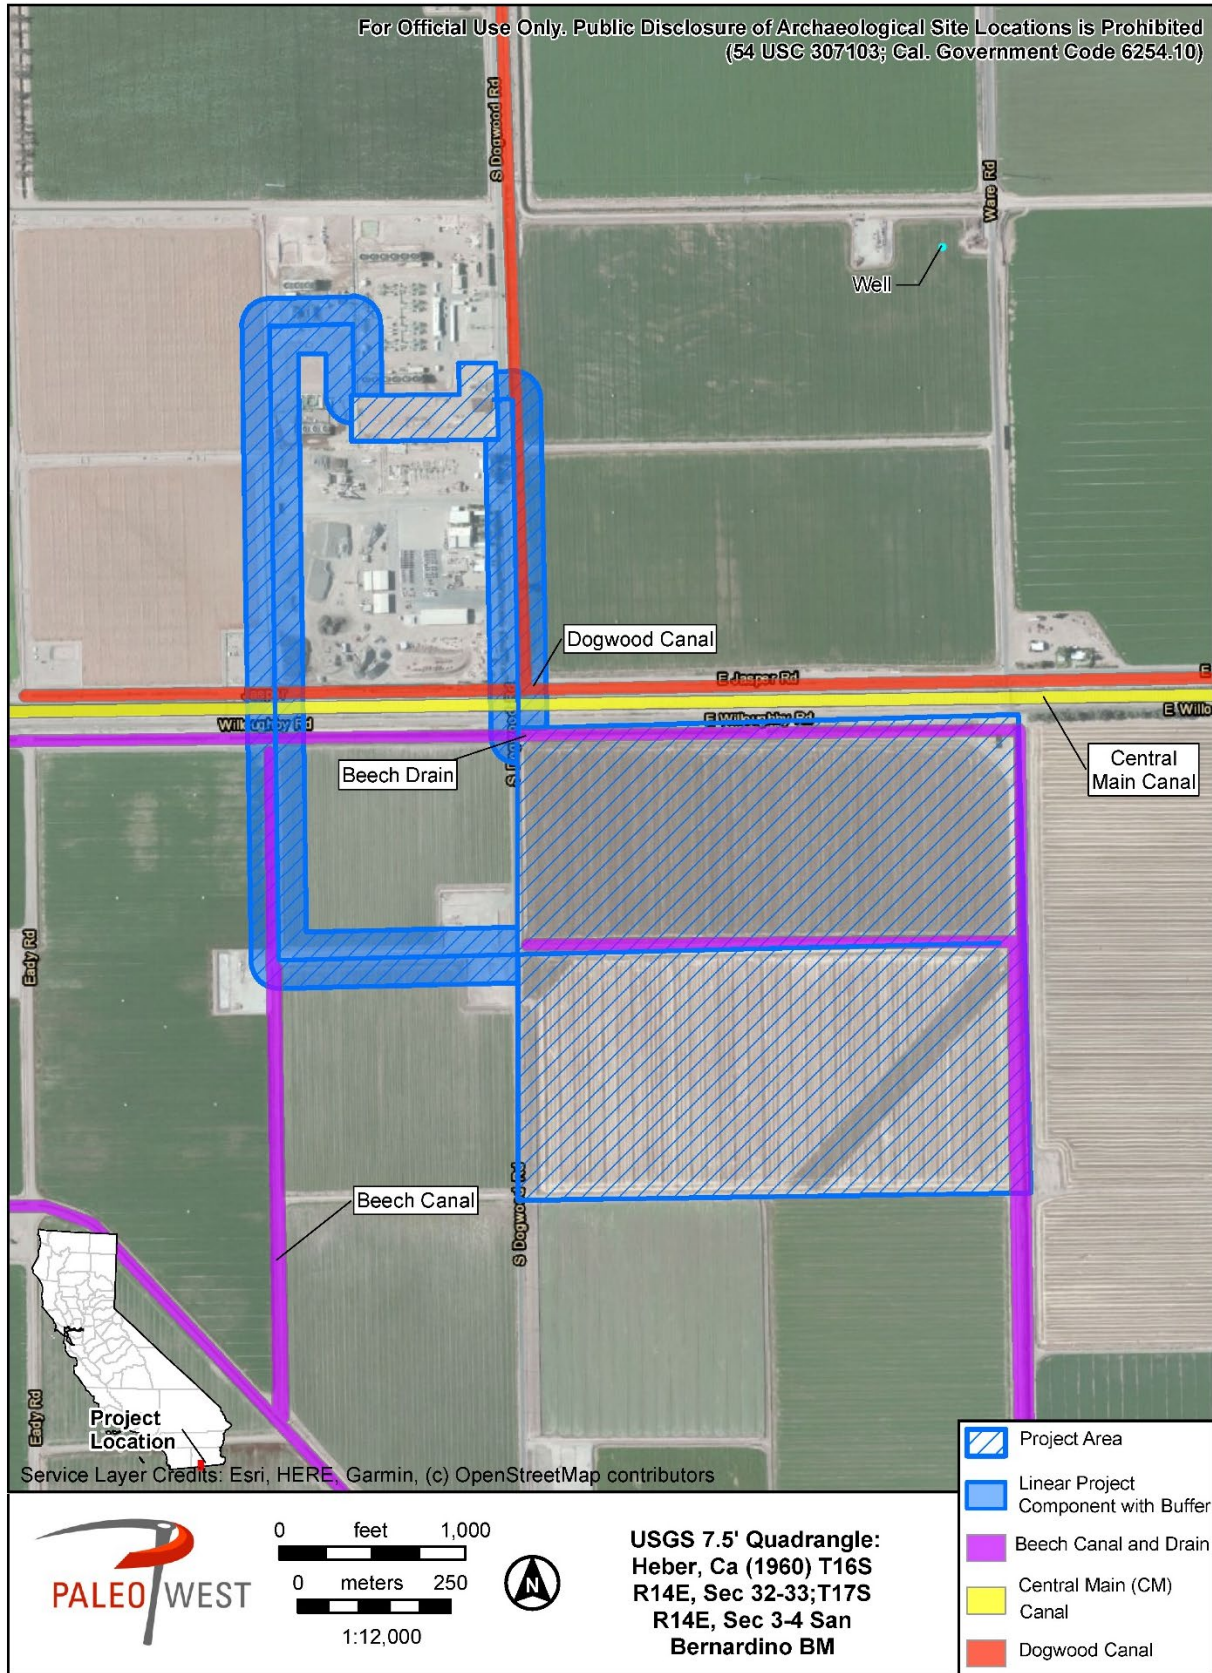 For Official Use Only. Public Disclosure of Archaeological Site Locations is Prohibited
(54 USC 307103; Cal. Government Code 6254.10)
S Dogwood Rd
Ware Rd
Well
Dogwood Canal
E Jasper Rd
E
Jasper
Willoughby Rd
E Willoughby Rd
E Willo
S Dogwood Rd
Beech Drain
Central
Main Canal
Eady Rd
Beech Canal
S Dogwood Rd
Eady Rd
Project
Location
Service Layer Credits: Esri, HERE, Garmin, (c) OpenStreetMap contributors
Project Area
Linear Project
Component with Buffer
Beech Canal and Drain
Central Main (CM)
Canal
Dogwood Canal
PALEO WEST
0 feet 1,000
0 meters 250
1:12,000
N
USGS 7.5' Quadrangle:
Heber, Ca (1960) T16S
R14E, Sec 32-33;T17S
R14E, Sec 3-4 San
Bernardino BM